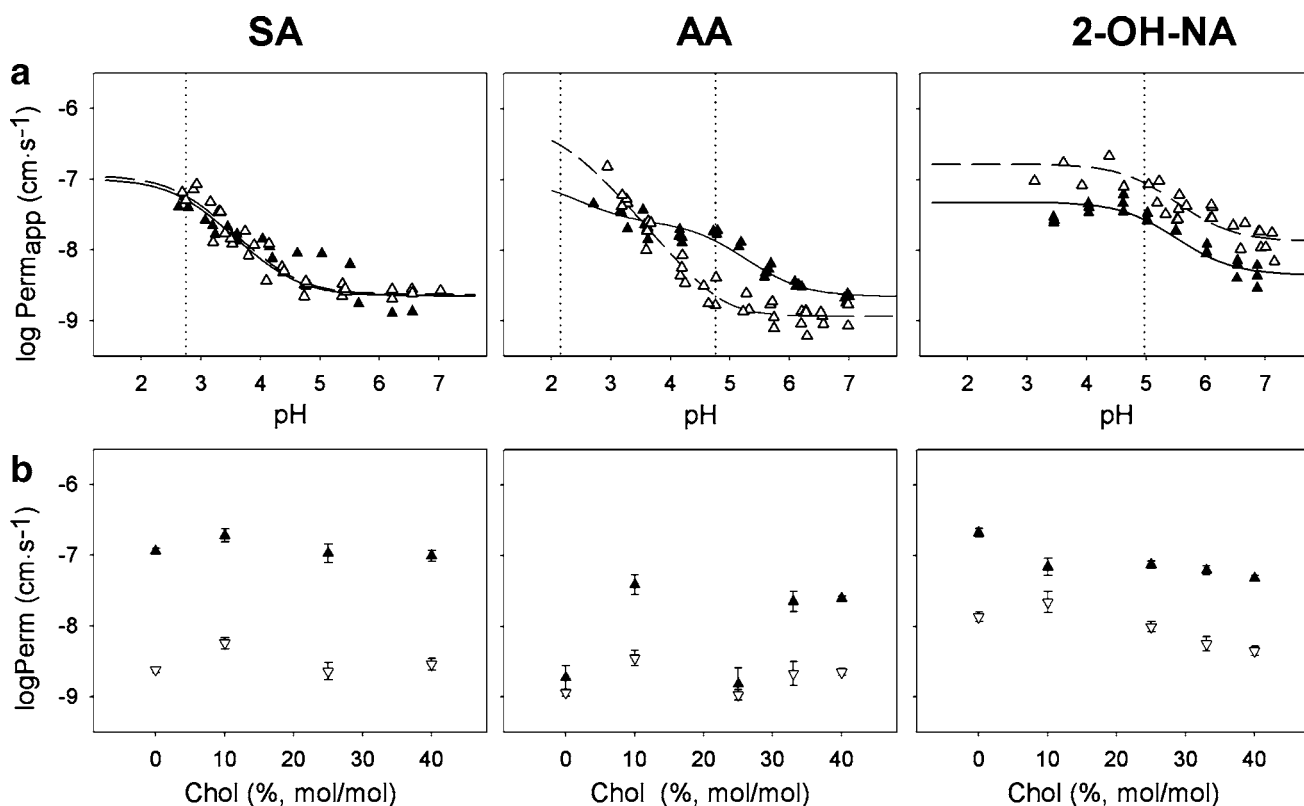 SA AA 2-OH-NA
a
log Permapp (cm·s-1)
-6
-7
-8
-9
2 3 4 5 6 7
2 3 4 5 6 7
2 3 4 5 6 7
pH pH pH
b
logPerm (cm·s-1)
-6
-7
-8
-9
0 10 20 30 40
0 10 20 30 40
0 10 20 30 40
Chol (%, mol/mol) Chol (%, mol/mol) Chol (%, mol/mol)